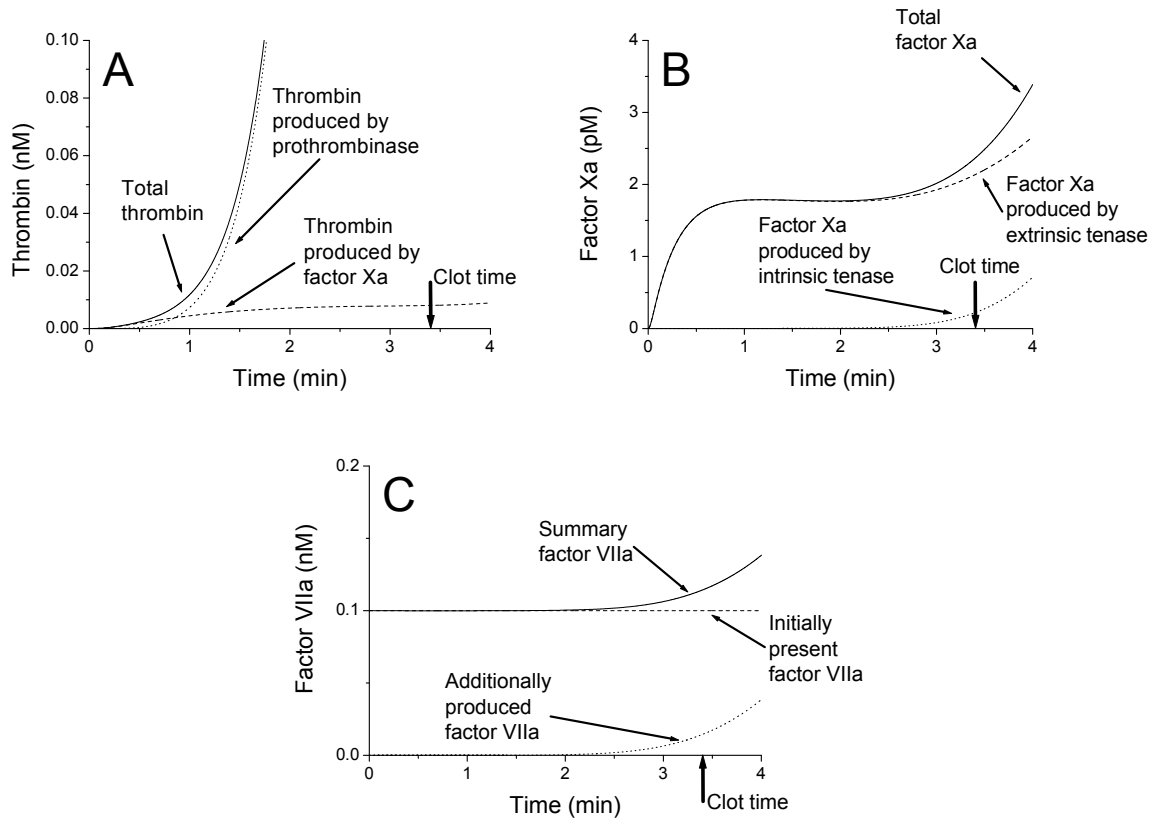 A
Thrombin (nM)
0.10
0.08
0.06
0.04
0.02
0.00
Thrombin
produced by
prothrombinase
Total
thrombin
Thrombin
produced by
factor Xa
Clot time
0
1
2
3
4
Time (min)
B
Factor Xa (pM)
4
3
2
1
0
Total
factor Xa
Factor Xa
produced by
extrinsic tenase
Factor Xa
produced by
intrinsic tenase
Clot time
0
1
2
3
4
Time (min)
C
Factor VIIa (nM)
0.2
0.1
0.0
Summary
factor VIIa
Initially
present
factor VIIa
Additionally
produced
factor VIIa
0
1
2
3
4
Time (min)
Clot time